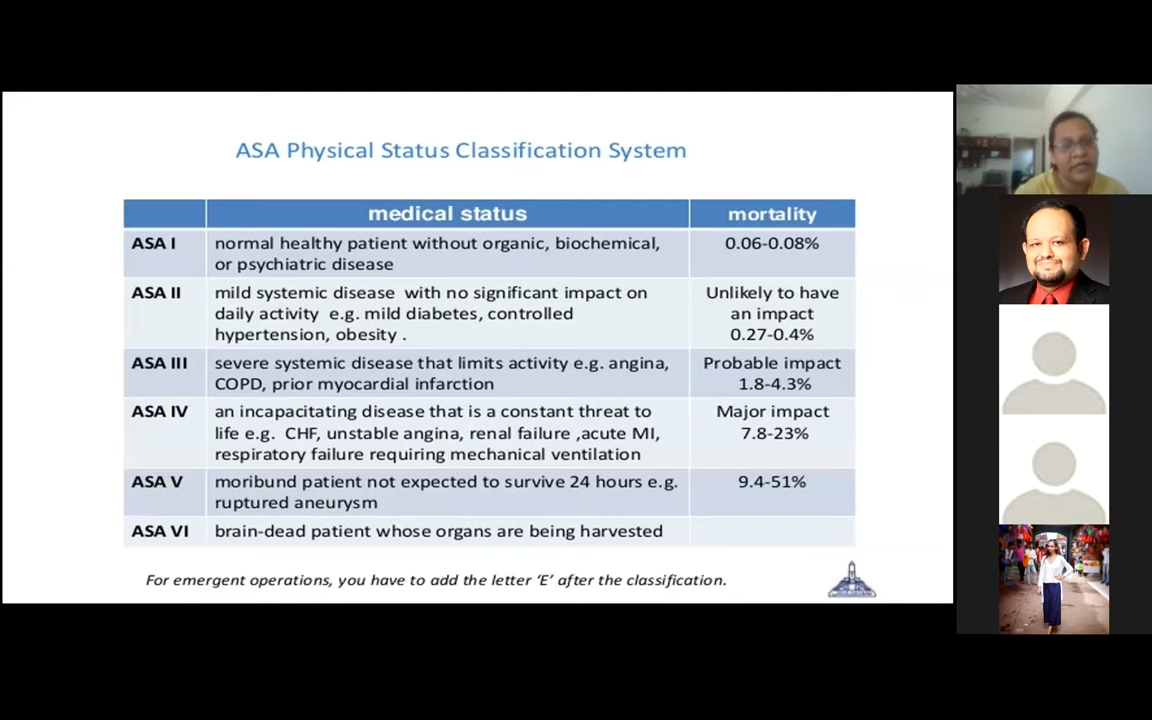 ASA Physical Status Classification System
medical status
mortality
ASA I
normal healthy patient without organic, biochemical,
or psychiatric disease
0.06-0.08%
ASA II
mild systemic disease with no significant impact on
daily activity e.g. mild diabetes, controlled
hypertension, obesity .
Unlikely to have
an impact
0.27-0.4%
ASA III
severe systemic disease that limits activity e.g. angina,
COPD, prior myocardial infarction
Probable impact
1.8-4.3%
ASA IV
an incapacitating disease that is a constant threat to
life e.g. CHF, unstable angina, renal failure ,acute MI,
respiratory failure requiring mechanical ventilation
Major impact
7.8-23%
ASA V
moribund patient not expected to survive 24 hours e.g.
ruptured aneurysm
9.4-51%
ASA VI
brain-dead patient whose organs are being harvested
For emergent operations, you have to add the letter ‘E’ after the classification.